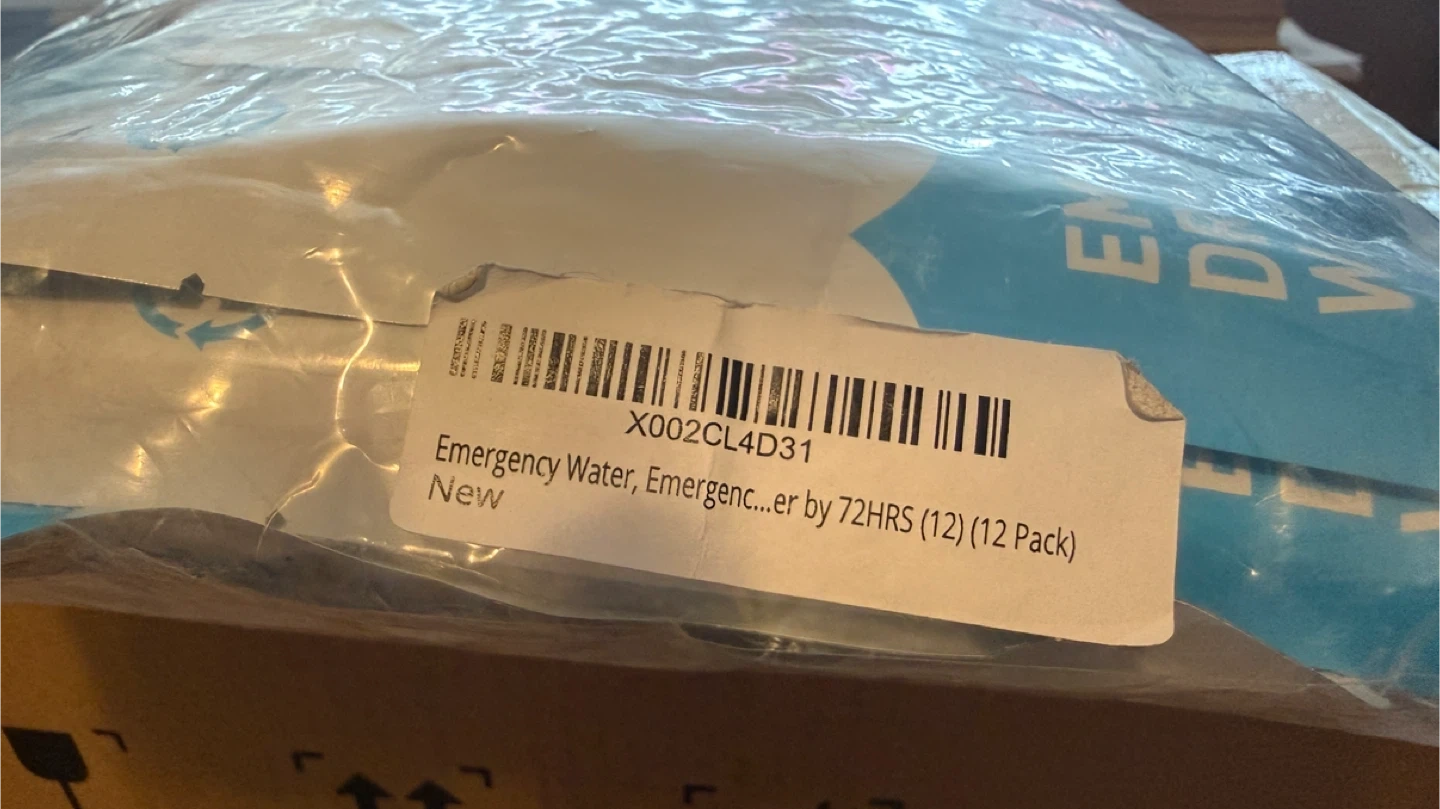 X002CL4D31
Emergency Water, Emergenc...er by 72HRS (12) (12 Pack)
New